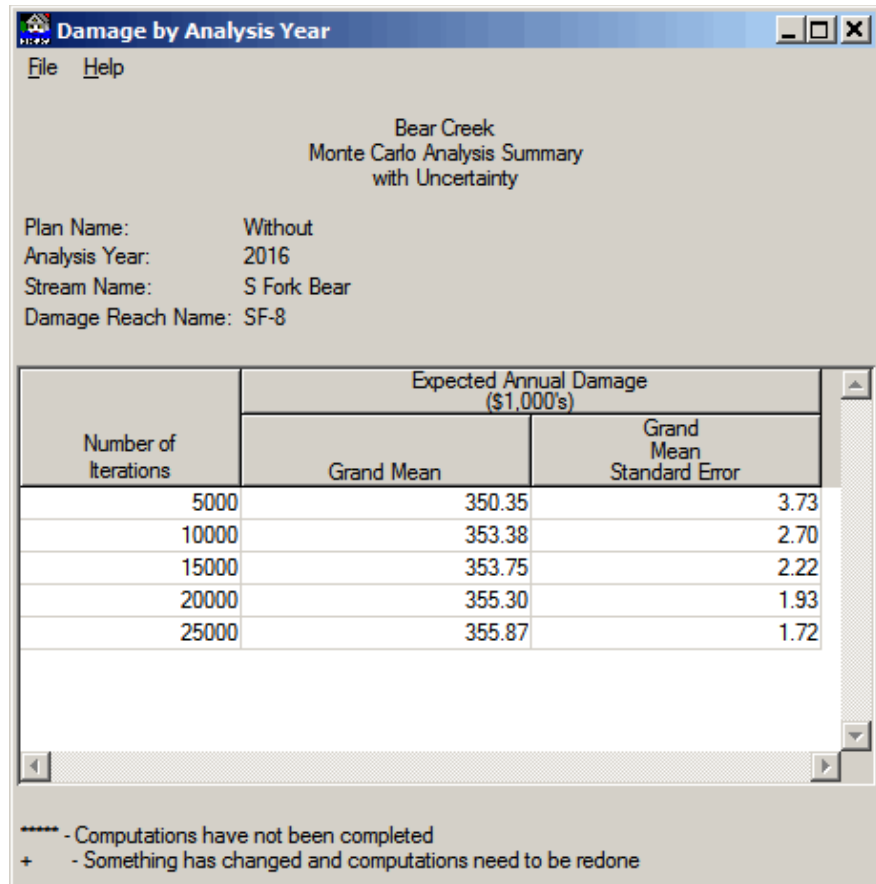 Damage by Analysis Year
File Help
Bear Creek
Monte Carlo Analysis Summary
with Uncertainty
Plan Name: Without
Analysis Year: 2016
Stream Name: S Fork Bear
Damage Reach Name: SF-8
Expected Annual Damage
($1,000's)
Number of
Iterations
Grand Mean
Grand
Mean
Standard Error
5000 350.35 3.73
10000 353.38 2.70
15000 353.75 2.22
20000 355.30 1.93
25000 355.87 1.72
***** - Computations have not been completed
+ - Something has changed and computations need to be redone